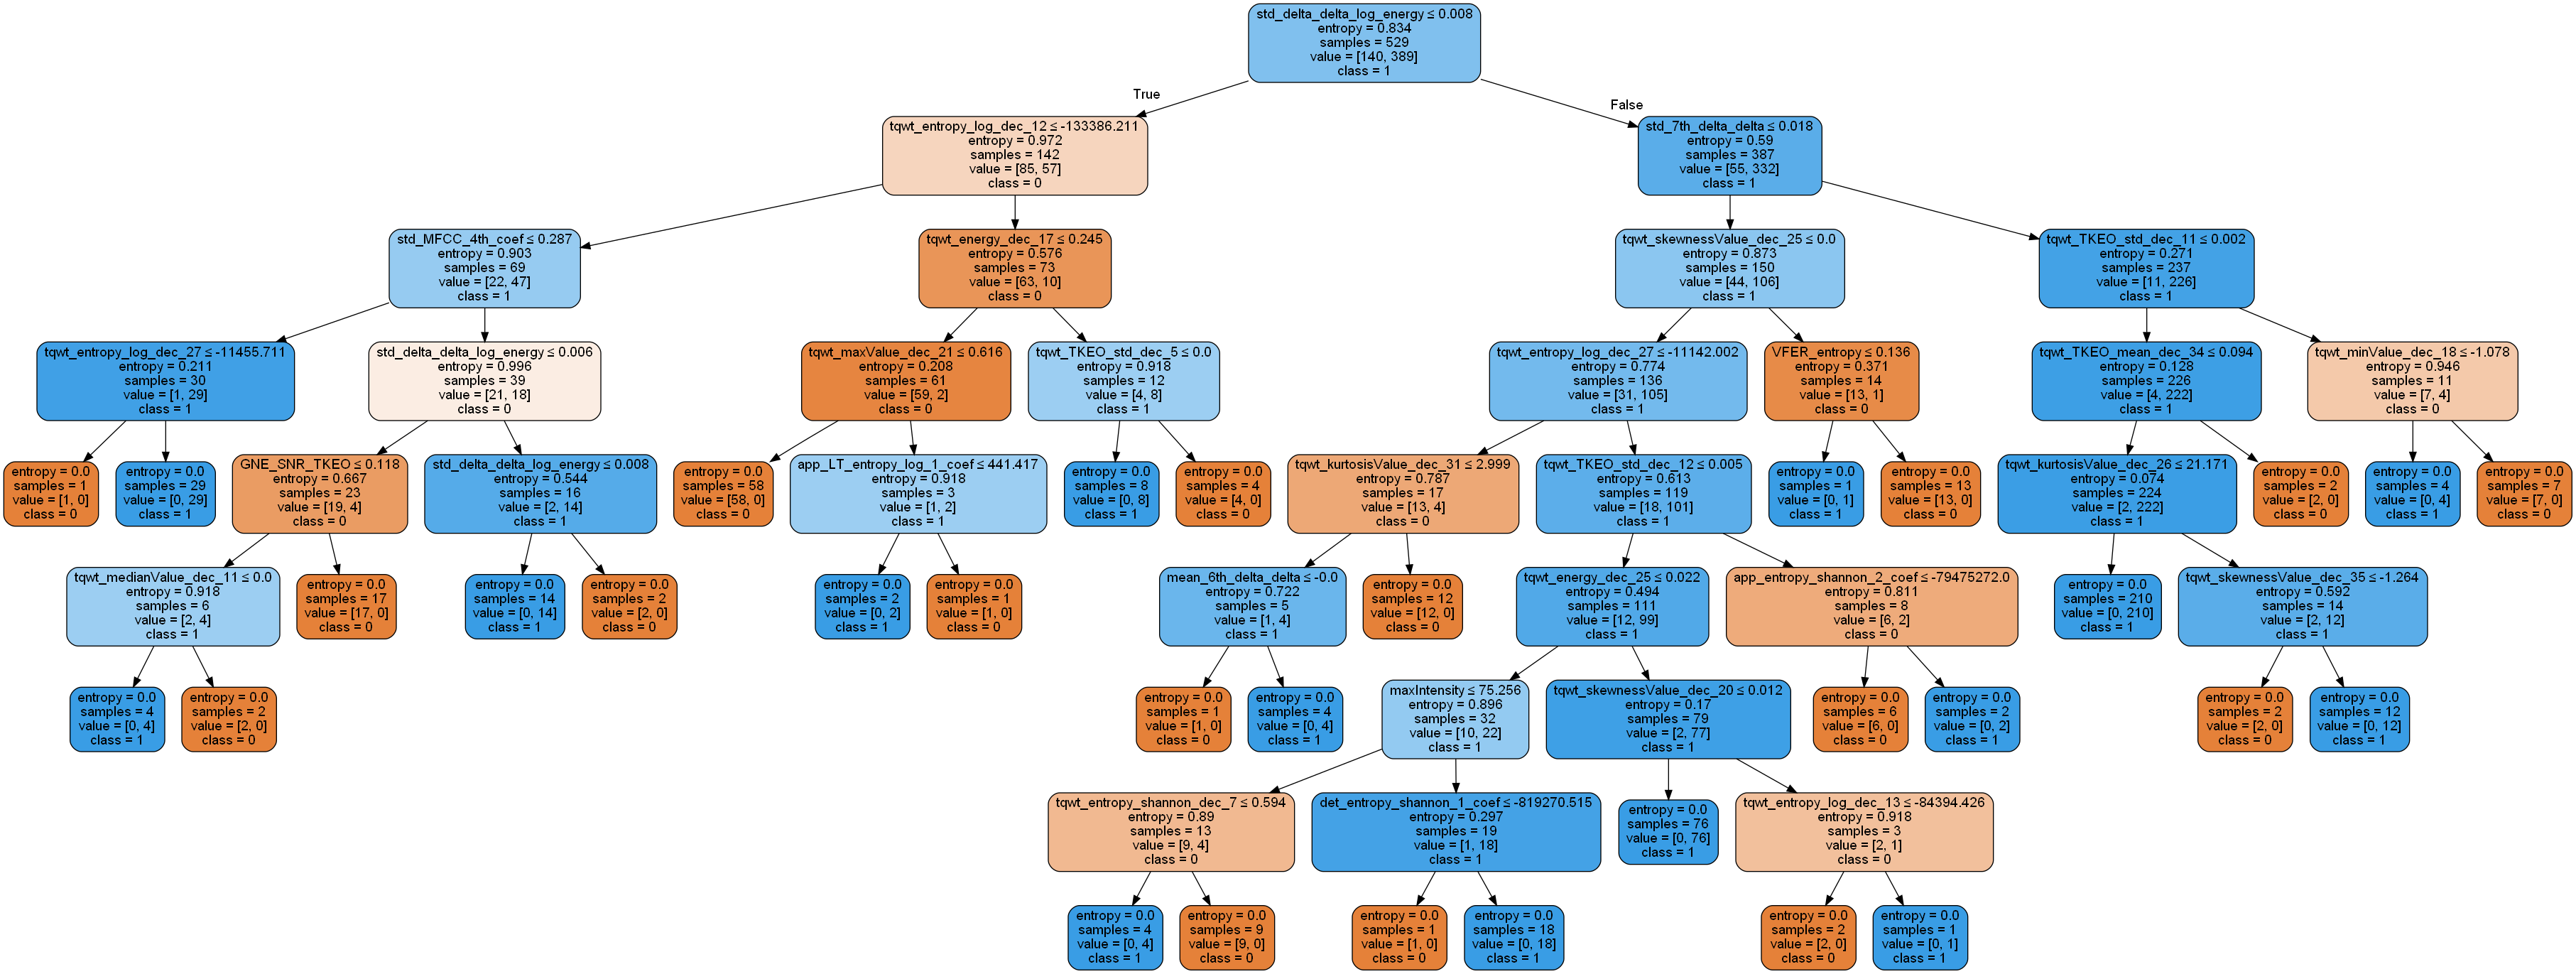 std_delta_delta_log_energy ≤ 0.008
entropy = 0.834
samples = 529
value = [140, 389]
class = 1
True
False
tqwt_entropy_log_dec_12 ≤ -133386.211
entropy = 0.972
samples = 142
value = [85, 57]
class = 0
std_7th_delta_delta ≤ 0.018
entropy = 0.59
samples = 387
value = [55, 332]
class = 1
std_MFCC_4th_coef ≤ 0.287
entropy = 0.903
samples = 69
value = [22, 47]
class = 1
tqwt_energy_dec_17 ≤ 0.245
entropy = 0.576
samples = 73
value = [63, 10]
class = 0
tqwt_skewnessValue_dec_25 ≤ 0.0
entropy = 0.873
samples = 150
value = [44, 106]
class = 1
tqwt_TKEO_std_dec_11 ≤ 0.002
entropy = 0.271
samples = 237
value = [11, 226]
class = 1
tqwt_entropy_log_dec_27 ≤ -11455.711
entropy = 0.211
samples = 30
value = [1, 29]
class = 1
std_delta_delta_log_energy ≤ 0.006
entropy = 0.996
samples = 39
value = [21, 18]
class = 0
tqwt_maxValue_dec_21 ≤ 0.616
entropy = 0.208
samples = 61
value = [59, 2]
class = 0
tqwt_TKEO_std_dec_5 ≤ 0.0
entropy = 0.918
samples = 12
value = [4, 8]
class = 1
tqwt_entropy_log_dec_27 ≤ -11142.002
entropy = 0.774
samples = 136
value = [31, 105]
class = 1
VFER_entropy ≤ 0.136
entropy = 0.371
samples = 14
value = [13, 1]
class = 0
tqwt_TKEO_mean_dec_34 ≤ 0.094
entropy = 0.128
samples = 226
value = [4, 222]
class = 1
tqwt_minValue_dec_18 ≤ -1.078
entropy = 0.946
samples = 11
value = [7, 4]
class = 0
entropy = 0.0
samples = 1
value = [1, 0]
class = 0
entropy = 0.0
samples = 29
value = [0, 29]
class = 1
GNE_SNR_TKEO ≤ 0.118
entropy = 0.667
samples = 23
value = [19, 4]
class = 0
std_delta_delta_log_energy ≤ 0.008
entropy = 0.544
samples = 16
value = [2, 14]
class = 1
entropy = 0.0
samples = 58
value = [58, 0]
class = 0
app_LT_entropy_log_1_coef ≤ 441.417
entropy = 0.918
samples = 3
value = [1, 2]
class = 1
entropy = 0.0
samples = 8
value = [0, 8]
class = 1
entropy = 0.0
samples = 4
value = [4, 0]
class = 0
tqwt_kurtosisValue_dec_31 ≤ 2.999
entropy = 0.787
samples = 17
value = [13, 4]
class = 0
tqwt_TKEO_std_dec_12 ≤ 0.005
entropy = 0.613
samples = 119
value = [18, 101]
class = 1
entropy = 0.0
samples = 1
value = [0, 1]
class = 1
entropy = 0.0
samples = 13
value = [13, 0]
class = 0
tqwt_kurtosisValue_dec_26 ≤ 21.171
entropy = 0.074
samples = 224
value = [2, 222]
class = 1
entropy = 0.0
samples = 2
value = [2, 0]
class = 0
entropy = 0.0
samples = 4
value = [0, 4]
class = 1
entropy = 0.0
samples = 7
value = [7, 0]
class = 0
tqwt_medianValue_dec_11 ≤ 0.0
entropy = 0.918
samples = 6
value = [2, 4]
class = 1
entropy = 0.0
samples = 17
value = [17, 0]
class = 0
entropy = 0.0
samples = 14
value = [0, 14]
class = 1
entropy = 0.0
samples = 2
value = [2, 0]
class = 0
entropy = 0.0
samples = 2
value = [0, 2]
class = 1
entropy = 0.0
samples = 1
value = [1, 0]
class = 0
mean_6th_delta_delta ≤ -0.0
entropy = 0.722
samples = 5
value = [1, 4]
class = 1
entropy = 0.0
samples = 12
value = [12, 0]
class = 0
tqwt_energy_dec_25 ≤ 0.022
entropy = 0.494
samples = 111
value = [12, 99]
class = 1
app_entropy_shannon_2_coef ≤ -79475272.0
entropy = 0.811
samples = 8
value = [6, 2]
class = 0
entropy = 0.0
samples = 210
value = [0, 210]
class = 1
tqwt_skewnessValue_dec_35 ≤ -1.264
entropy = 0.592
samples = 14
value = [2, 12]
class = 1
entropy = 0.0
samples = 4
value = [0, 4]
class = 1
entropy = 0.0
samples = 2
value = [2, 0]
class = 0
entropy = 0.0
samples = 1
value = [1, 0]
class = 0
entropy = 0.0
samples = 4
value = [0, 4]
class = 1
maxIntensity ≤ 75.256
entropy = 0.896
samples = 32
value = [10, 22]
class = 1
tqwt_skewnessValue_dec_20 ≤ 0.012
entropy = 0.17
samples = 79
value = [2, 77]
class = 1
entropy = 0.0
samples = 6
value = [6, 0]
class = 0
entropy = 0.0
samples = 2
value = [0, 2]
class = 1
entropy = 0.0
samples = 2
value = [2, 0]
class = 0
entropy = 0.0
samples = 12
value = [0, 12]
class = 1
tqwt_entropy_shannon_dec_7 ≤ 0.594
entropy = 0.89
samples = 13
value = [9, 4]
class = 0
det_entropy_shannon_1_coef ≤ -819270.515
entropy = 0.297
samples = 19
value = [1, 18]
class = 1
entropy = 0.0
samples = 76
value = [0, 76]
class = 1
tqwt_entropy_log_dec_13 ≤ -84394.426
entropy = 0.918
samples = 3
value = [2, 1]
class = 0
entropy = 0.0
samples = 4
value = [0, 4]
class = 1
entropy = 0.0
samples = 9
value = [9, 0]
class = 0
entropy = 0.0
samples = 1
value = [1, 0]
class = 0
entropy = 0.0
samples = 18
value = [0, 18]
class = 1
entropy = 0.0
samples = 2
value = [2, 0]
class = 0
entropy = 0.0
samples = 1
value = [0, 1]
class = 1